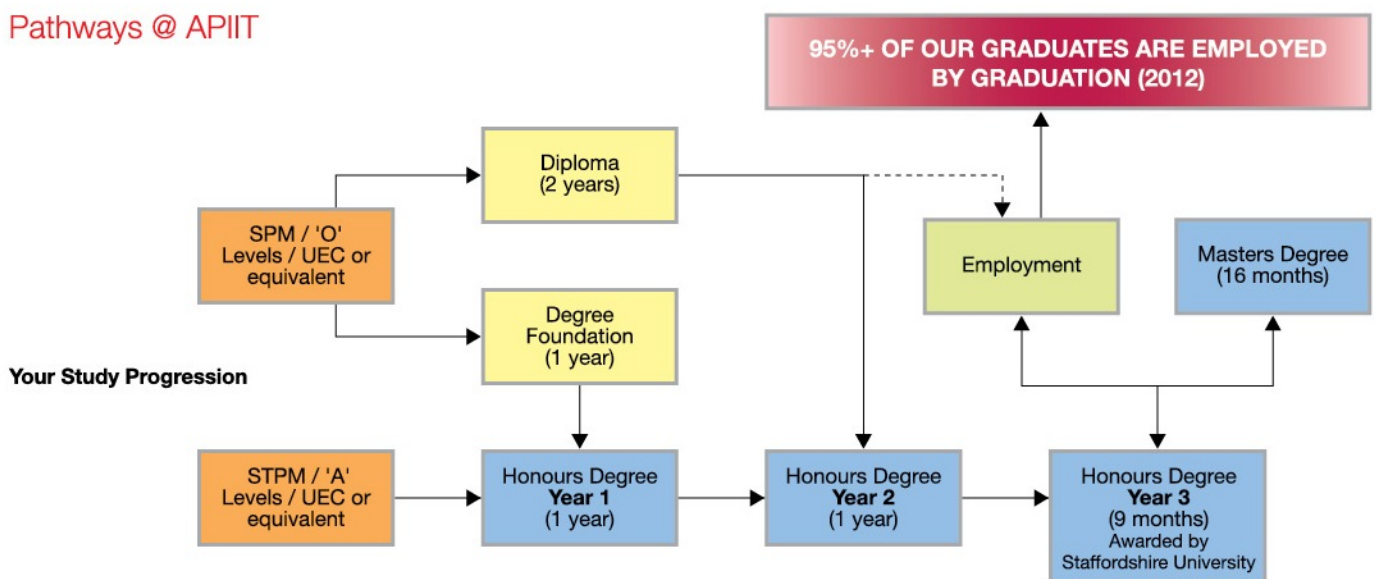 Pathways @ APIIT
95%+ OF OUR GRADUATES ARE EMPLOYED
BY GRADUATION (2012)
Diploma
(2 years)
SPM / 'O'
Levels / UEC or
equivalent
Employment
Masters Degree
(16 months)
Degree
Foundation
(1 year)
Your Study Progression
STPM / 'A'
Levels / UEC or
equivalent
Honours Degree
Year 1
(1 year)
Honours Degree
Year 2
(1 year)
Honours Degree
Year 3
(9 months)
Awarded by
Staffordshire University